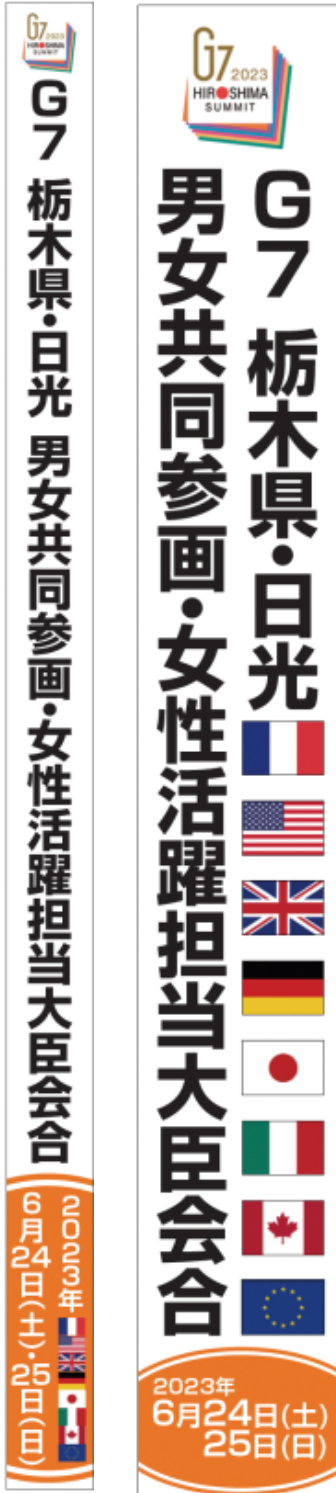 G7 2023
HIROSHIMA
SUMMIT
G7 栃木県・日光 男女共同参画・女性活躍担当大臣会合
2023年
6月24日(土)・25日(日)
G7 2023
HIROSHIMA
SUMMIT
G7 栃木県・日光
男女共同参画・女性活躍担当大臣会合
2023年
6月24日(土)
25日(日)